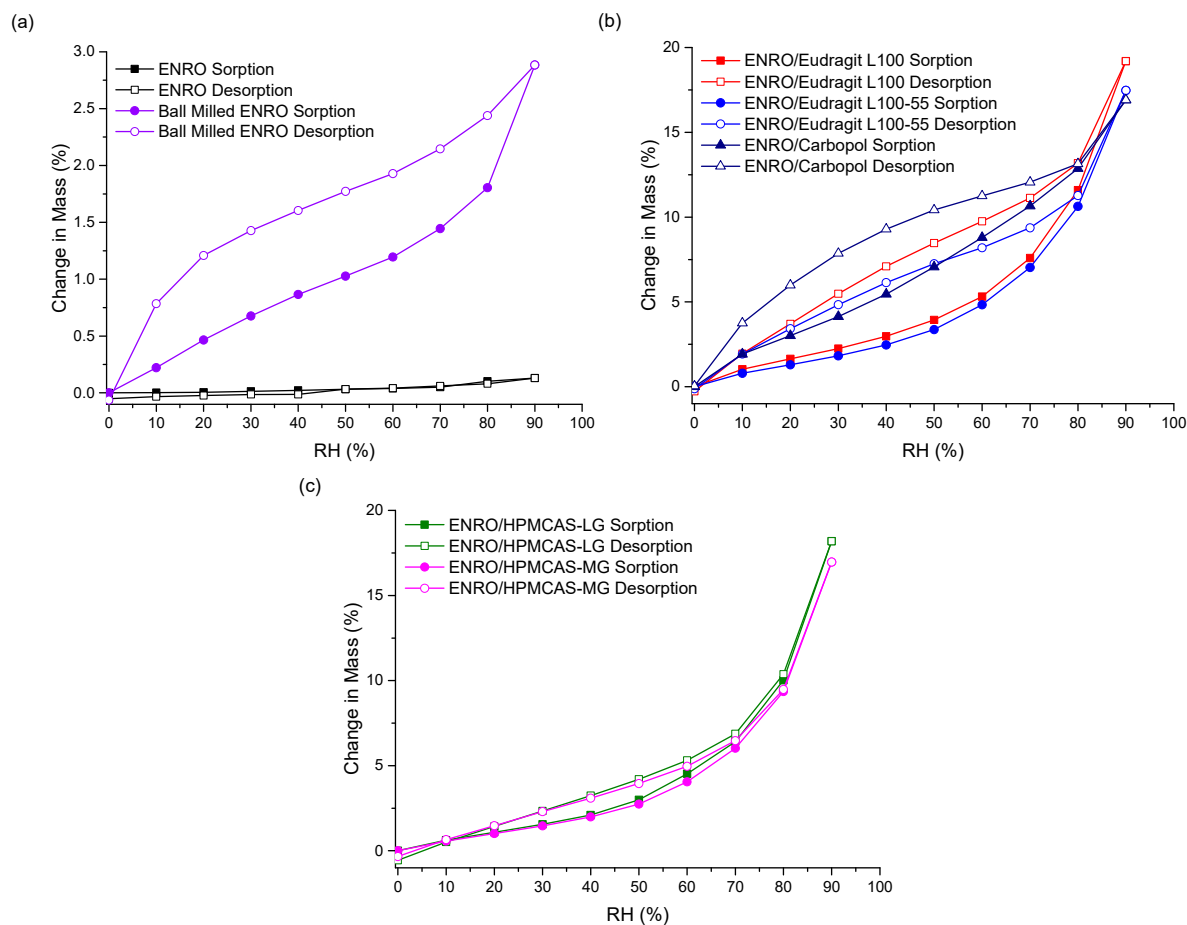 (a)
3.0
2.5
2.0
1.5
1.0
0.5
0.0
Change in Mass (%)
ENRO Sorption
ENRO Desorption
Ball Milled ENRO Sorption
Ball Milled ENRO Desorption
0 10 20 30 40 50 60 70 80 90 100
RH (%)
(b)
20
15
10
5
0
Change in Mass (%)
ENRO/Eudragit L100 Sorption
ENRO/Eudragit L100 Desorption
ENRO/Eudragit L100-55 Sorption
ENRO/Eudragit L100-55 Desorption
ENRO/Carbopol Sorption
ENRO/Carbopol Desorption
0 10 20 30 40 50 60 70 80 90 100
RH (%)
(c)
20
15
10
5
0
Change in Mass (%)
ENRO/HPMCAS-LG Sorption
ENRO/HPMCAS-LG Desorption
ENRO/HPMCAS-MG Sorption
ENRO/HPMCAS-MG Desorption
0 10 20 30 40 50 60 70 80 90 100
RH (%)